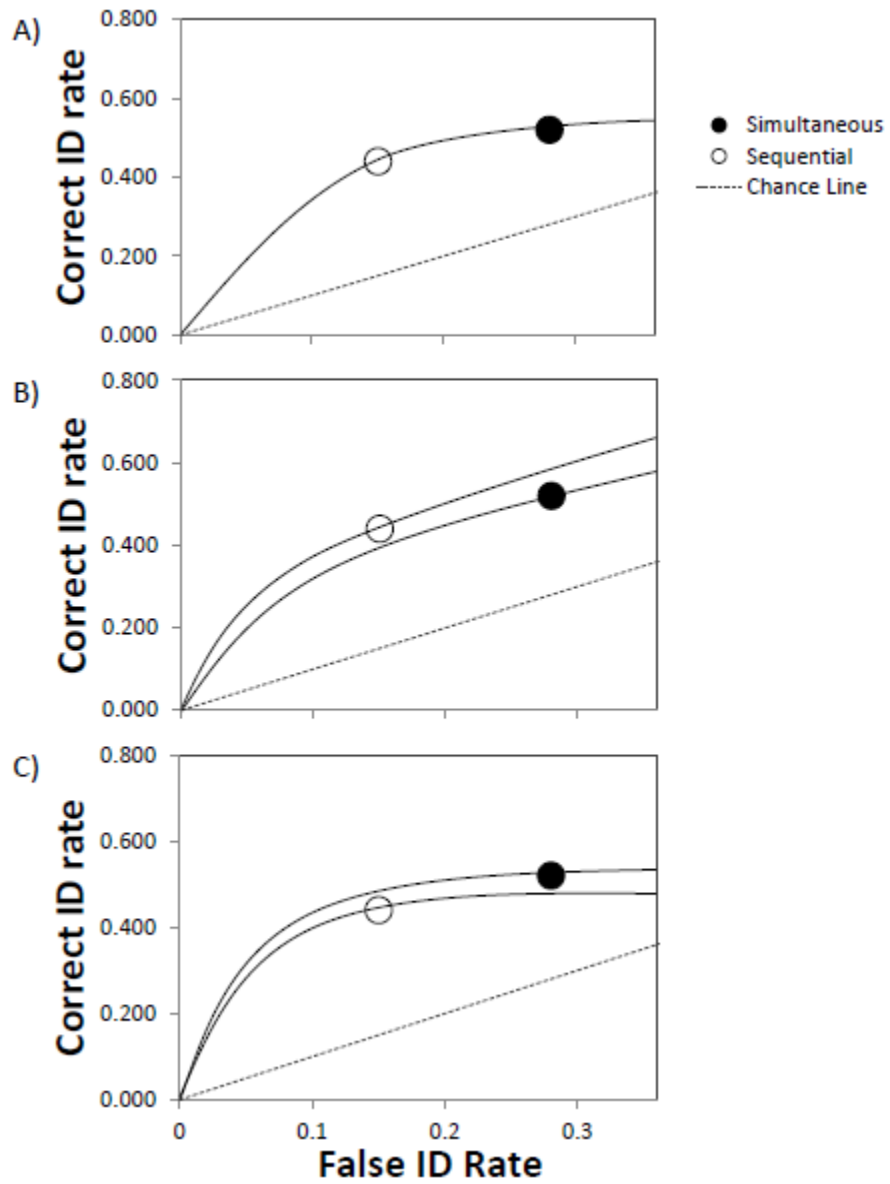 A)
0.800
0.600
0.400
0.200
0.000
Correct ID rate
Simultaneous
Sequential
Chance Line
B)
0.800
0.600
0.400
0.200
0.000
Correct ID rate
C)
0.800
0.600
0.400
0.200
0.000
Correct ID rate
0 0.1 0.2 0.3
False ID Rate